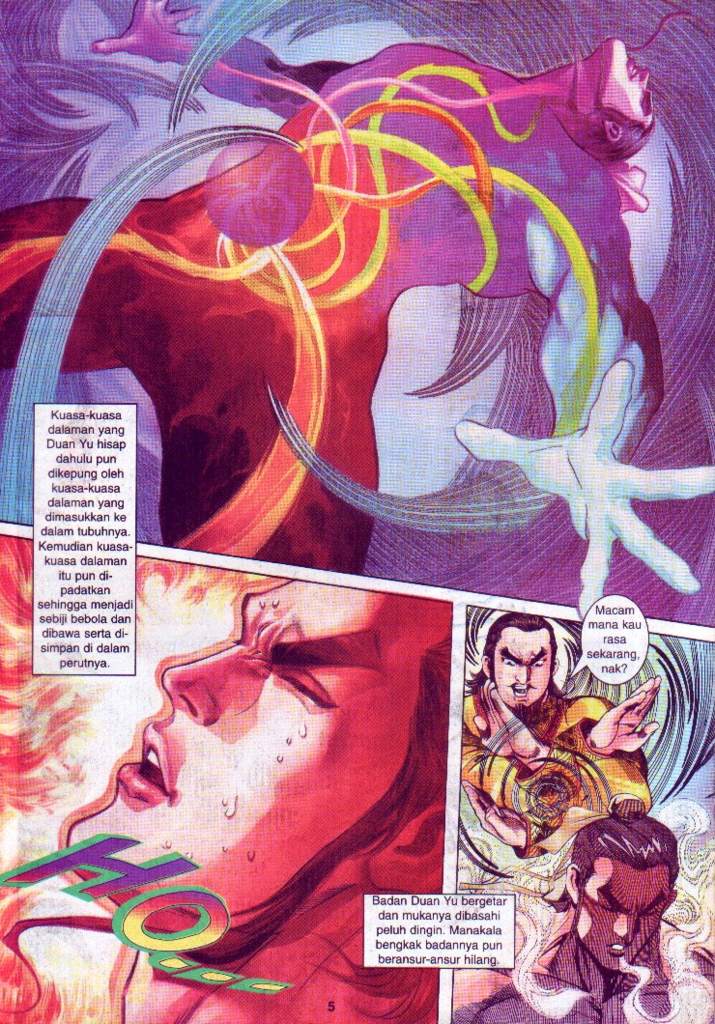 Kuasa-kuasa
dalaman yang
Duan Yu hisap
dahulu pun
dikepung oleh
kuasa-kuasa
dalaman yang
dimasukkan ke
dalam tubuhnya.
Kemudian kuasa-
kuasa dalaman
itu pun di-
padatkan
sehingga menjadi
sebiji bebola dan
dibawa serta di-
simpan di dalam
perutnya.
Macam
mana kau
rasa
sekarang,
nak?
HO...
Badan Duan Yu bergetar
dan mukanya dibasahi
peluh dingin. Manakala
bengkak badannya pun
beransur-ansur hilang.
5